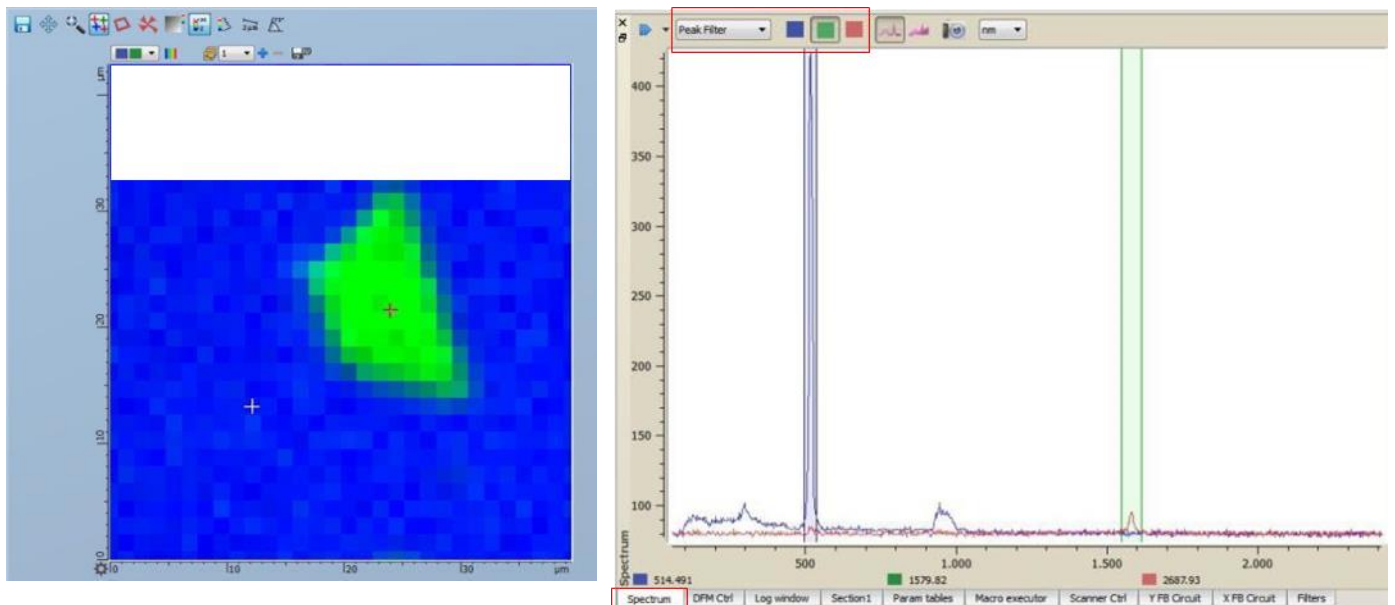 2µm
1
µm
30
20
10
0
0
10
20
30
µm
Peak Filter
nm
400
350
300
250
200
150
100
500
1.000
1.500
2.000
Spectrum
514.491
1579.82
2687.93
Spectrum
DFM Ctrl
Log window
Section1
Param tables
Macro executor
Scanner Ctrl
Y FB Circuit
X FB Circuit
Filters